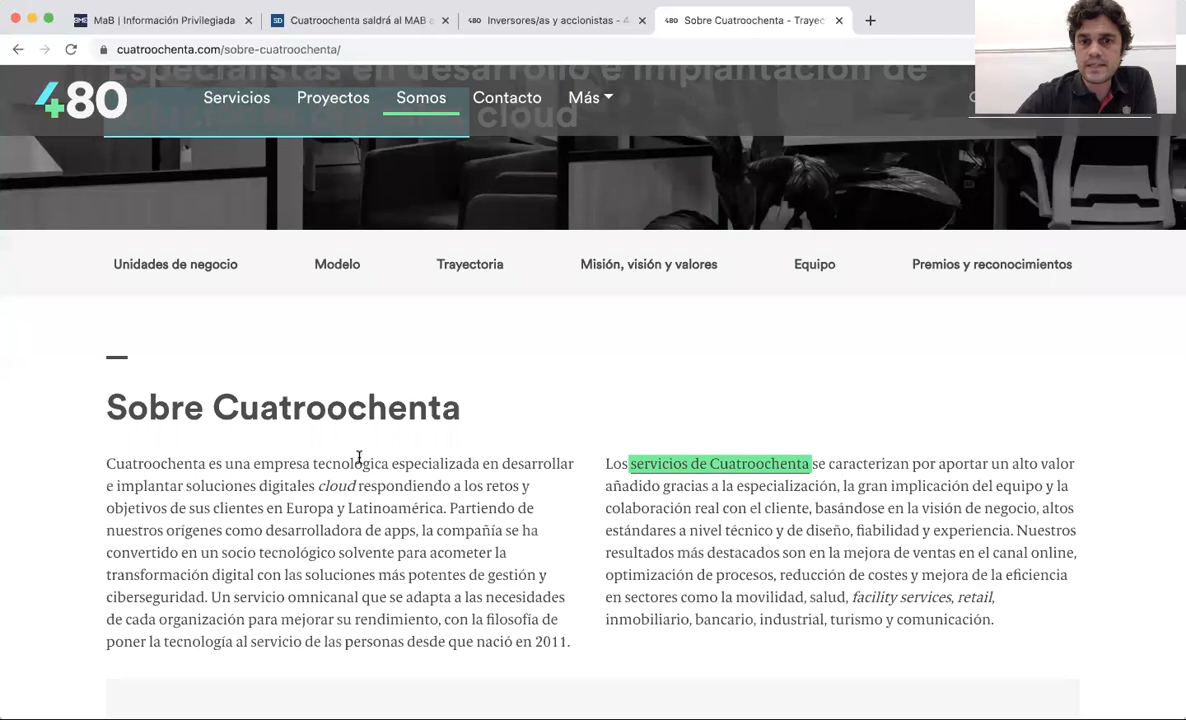 MaB | Información Privilegiada
Cuatroochenta saldrá al MAB
Inversores/as y accionistas -
Sobre Cuatroochenta - Trayec
cuatroochenta.com/sobre-cuatroochenta/
Especialistas en desarrollo e implantación de
cloud
480
Servicios
Proyectos
Somos
Contacto
Más
Unidades de negocio
Modelo
Trayectoria
Misión, visión y valores
Equipo
Premios y reconocimientos
Sobre Cuatroochenta
Cuatroochenta es una empresa tecnológica especializada en desarrollar
e implantar soluciones digitales cloud respondiendo a los retos y
objetivos de sus clientes en Europa y Latinoamérica. Partiendo de
nuestros orígenes como desarrolladora de apps, la compañía se ha
convertido en un socio tecnológico solvente para acometer la
transformación digital con las soluciones más potentes de gestión y
ciberseguridad. Un servicio omnicanal que se adapta a las necesidades
de cada organización para mejorar su rendimiento, con la filosofía de
poner la tecnología al servicio de las personas desde que nació en 2011.
Los servicios de Cuatroochenta se caracterizan por aportar un alto valor
añadido gracias a la especialización, la gran implicación del equipo y la
colaboración real con el cliente, basándose en la visión de negocio, altos
estándares a nivel técnico y de diseño, fiabilidad y experiencia. Nuestros
resultados más destacados son en la mejora de ventas en el canal online,
optimización de procesos, reducción de costes y mejora de la eficiencia
en sectores como la movilidad, salud, facility services, retail,
inmobiliario, bancario, industrial, turismo y comunicación.